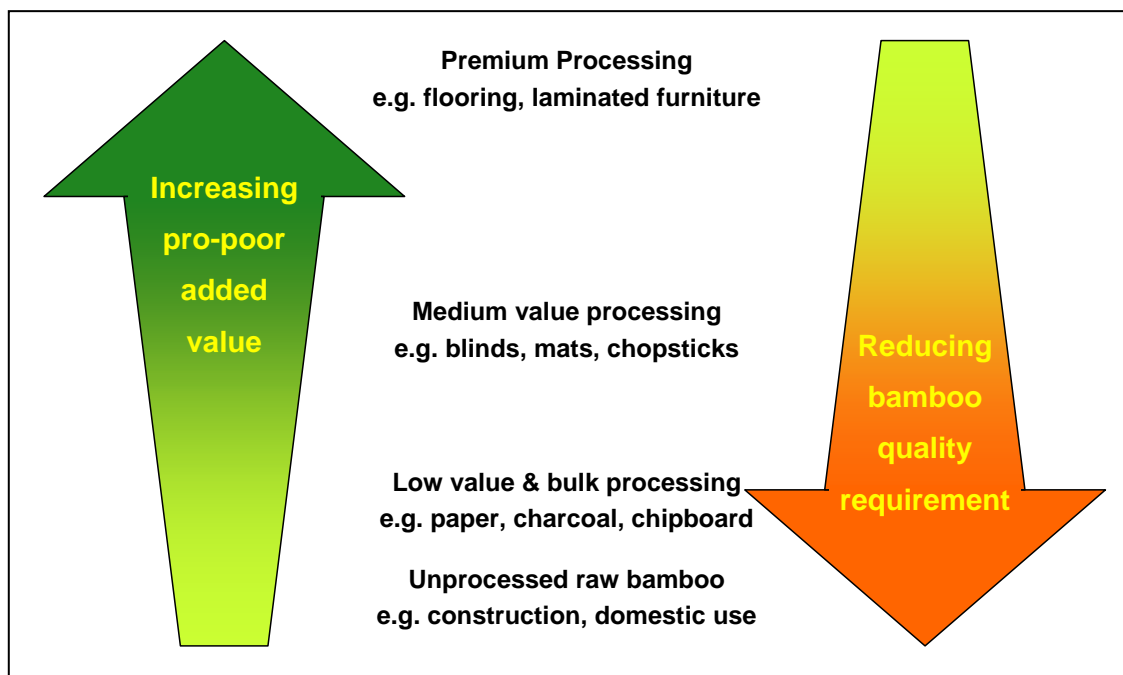 Premium Processing
e.g. flooring, laminated furniture
Increasing
pro-poor
added
value
Medium value processing
e.g. blinds, mats, chopsticks
Reducing
bamboo
quality
requirement
Low value & bulk processing
e.g. paper, charcoal, chipboard
Unprocessed raw bamboo
e.g. construction, domestic use